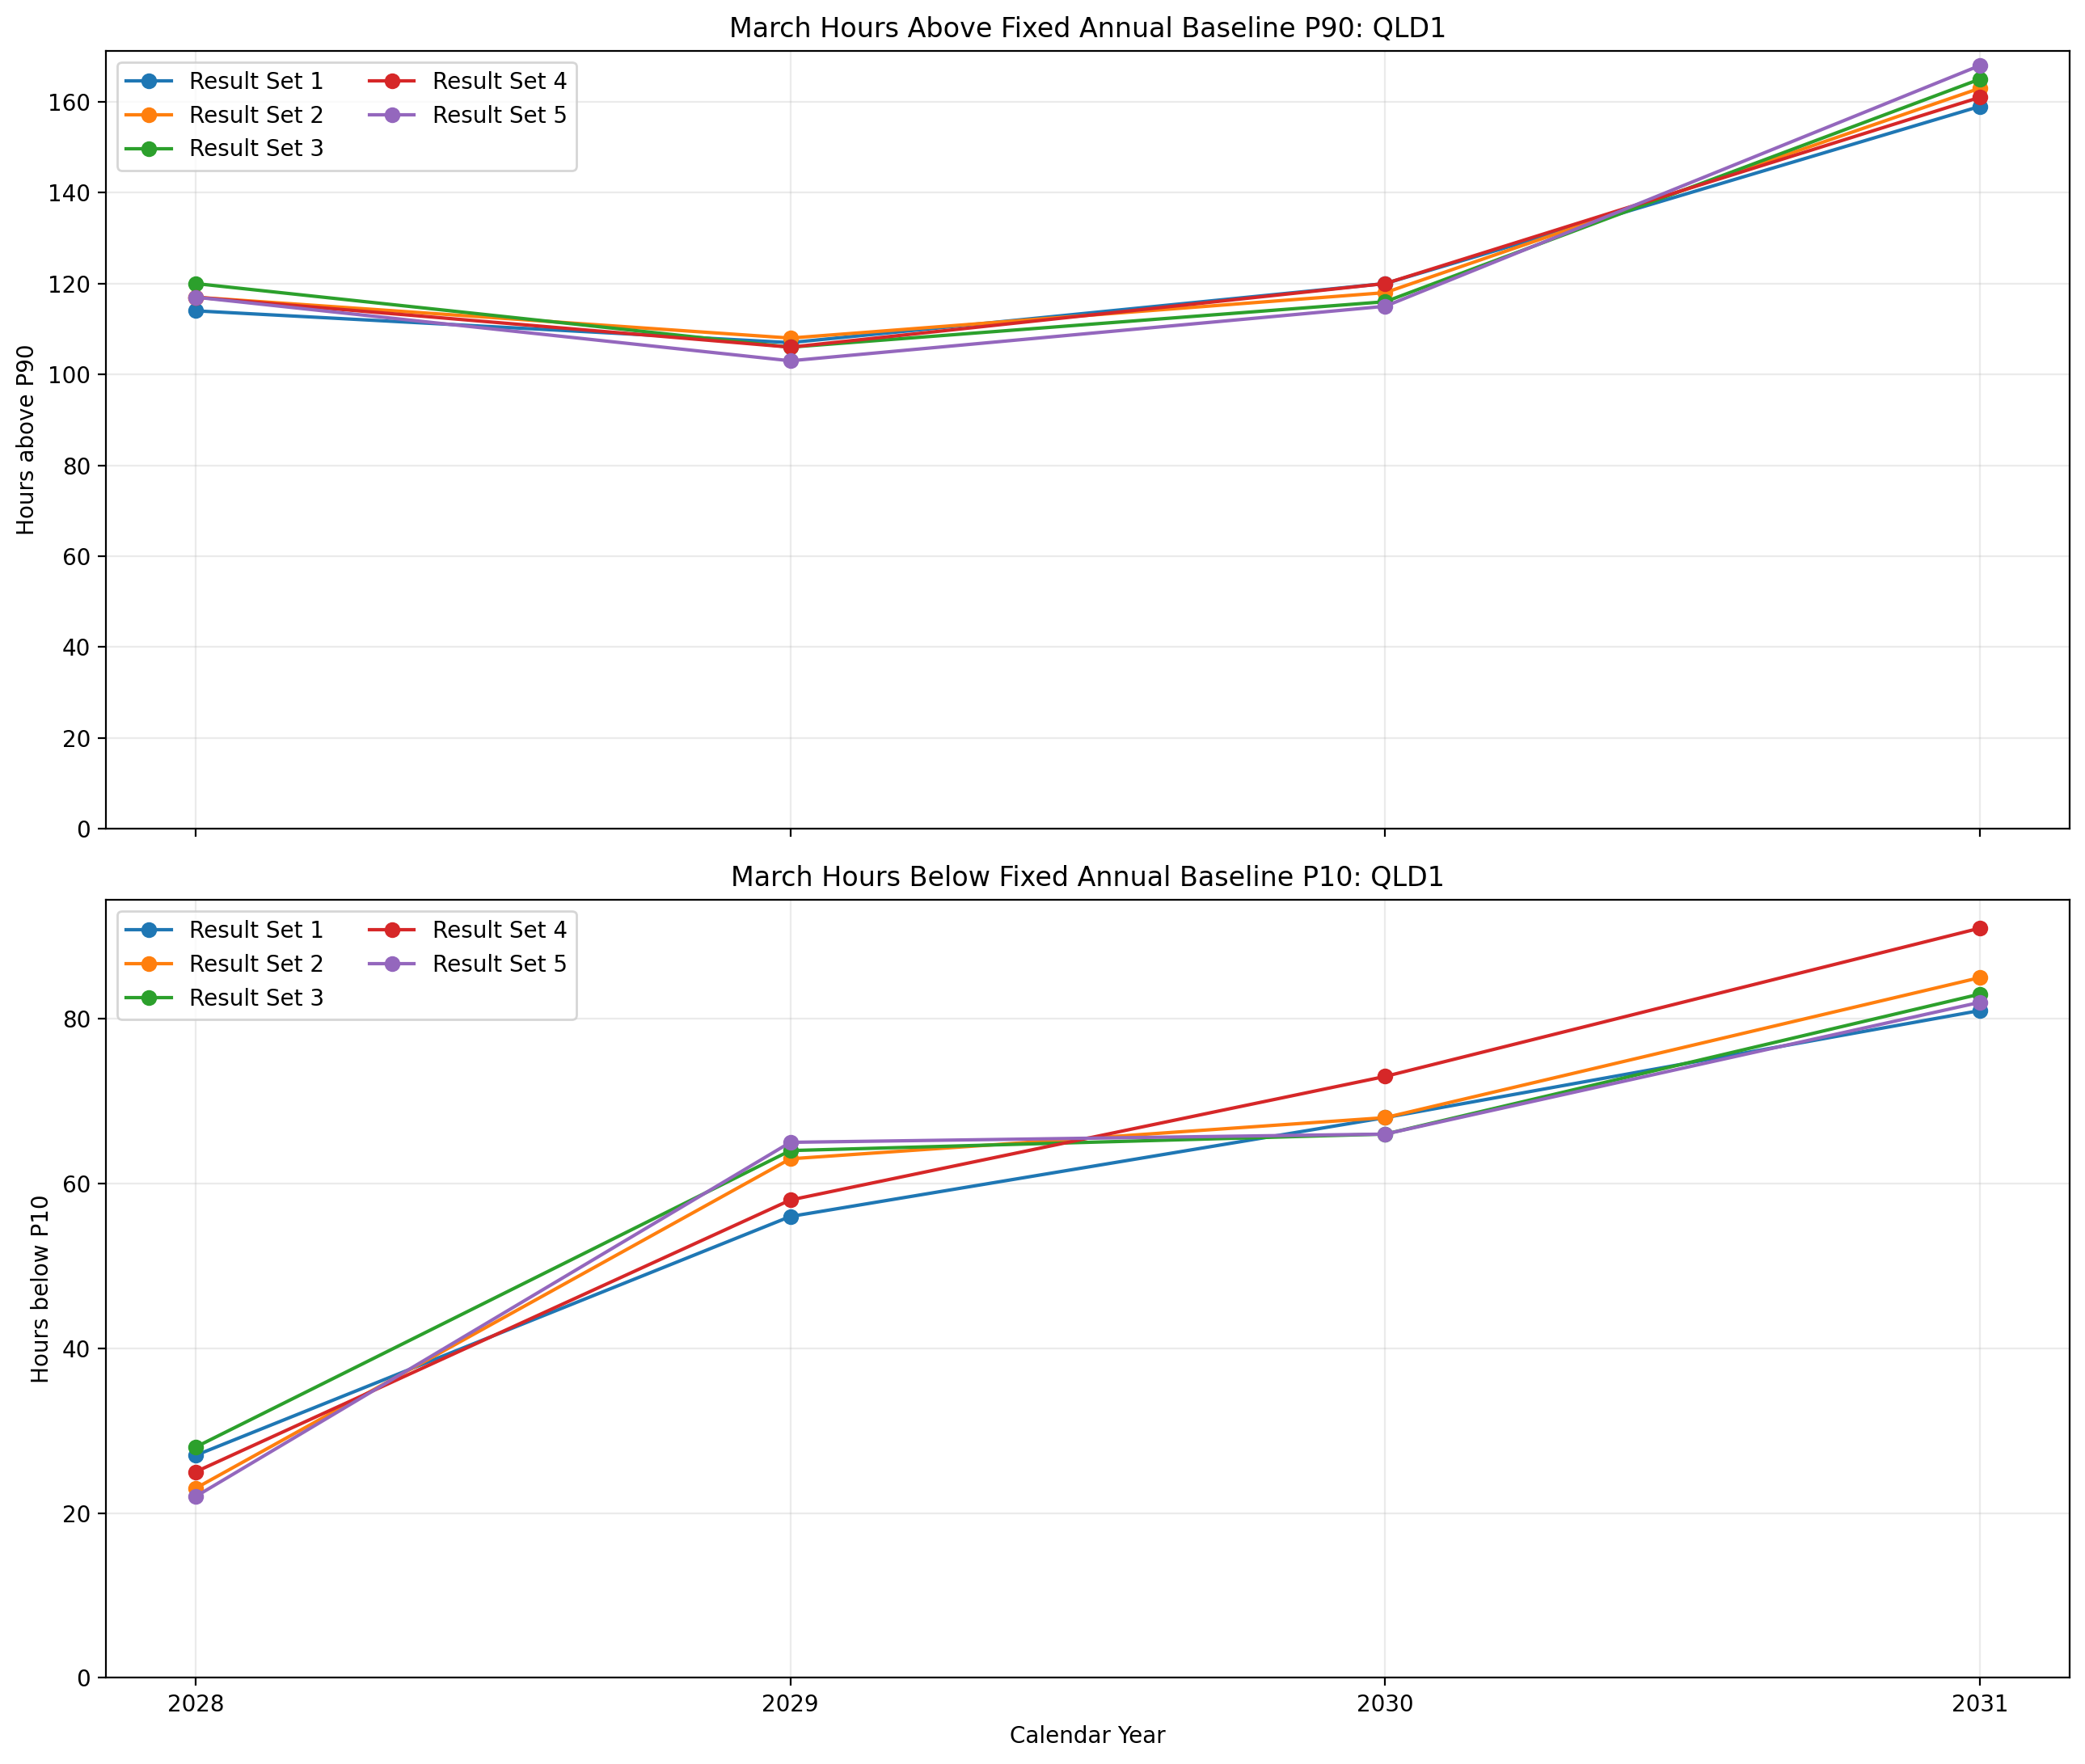 March Hours Above Fixed Annual Baseline P90: QLD1
Result Set 1
Result Set 2
Result Set 3
Result Set 4
Result Set 5
Hours above P90
160
140
120
100
80
60
40
20
0
March Hours Below Fixed Annual Baseline P10: QLD1
Result Set 1
Result Set 2
Result Set 3
Result Set 4
Result Set 5
Hours below P10
80
60
40
20
0
2028 2029 2030 2031
Calendar Year